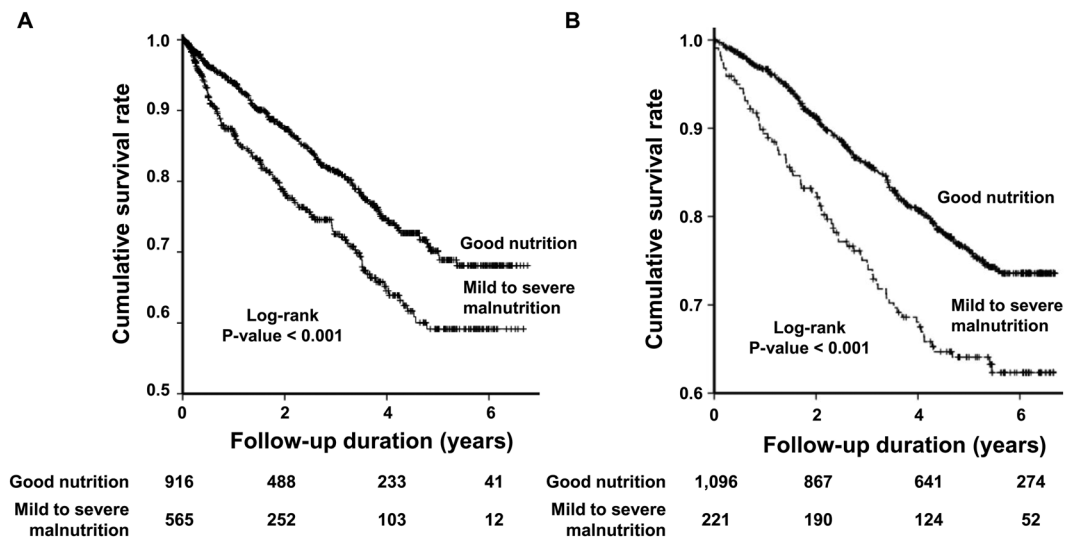 A
Cumulative survival rate
1.0
0.9
0.8
0.7
0.6
0.5
Good nutrition
Mild to severe
malnutrition
Log-rank
P-value < 0.001
0 2 4 6
Follow-up duration (years)
Good nutrition 916 488 233 41
Mild to severe
malnutrition 565 252 103 12
B
Cumulative survival rate
1.0
0.9
0.8
0.7
0.6
Good nutrition
Mild to severe
malnutrition
Log-rank
P-value < 0.001
0 2 4 6
Follow-up duration (years)
Good nutrition 1,096 867 641 274
Mild to severe
malnutrition 221 190 124 52